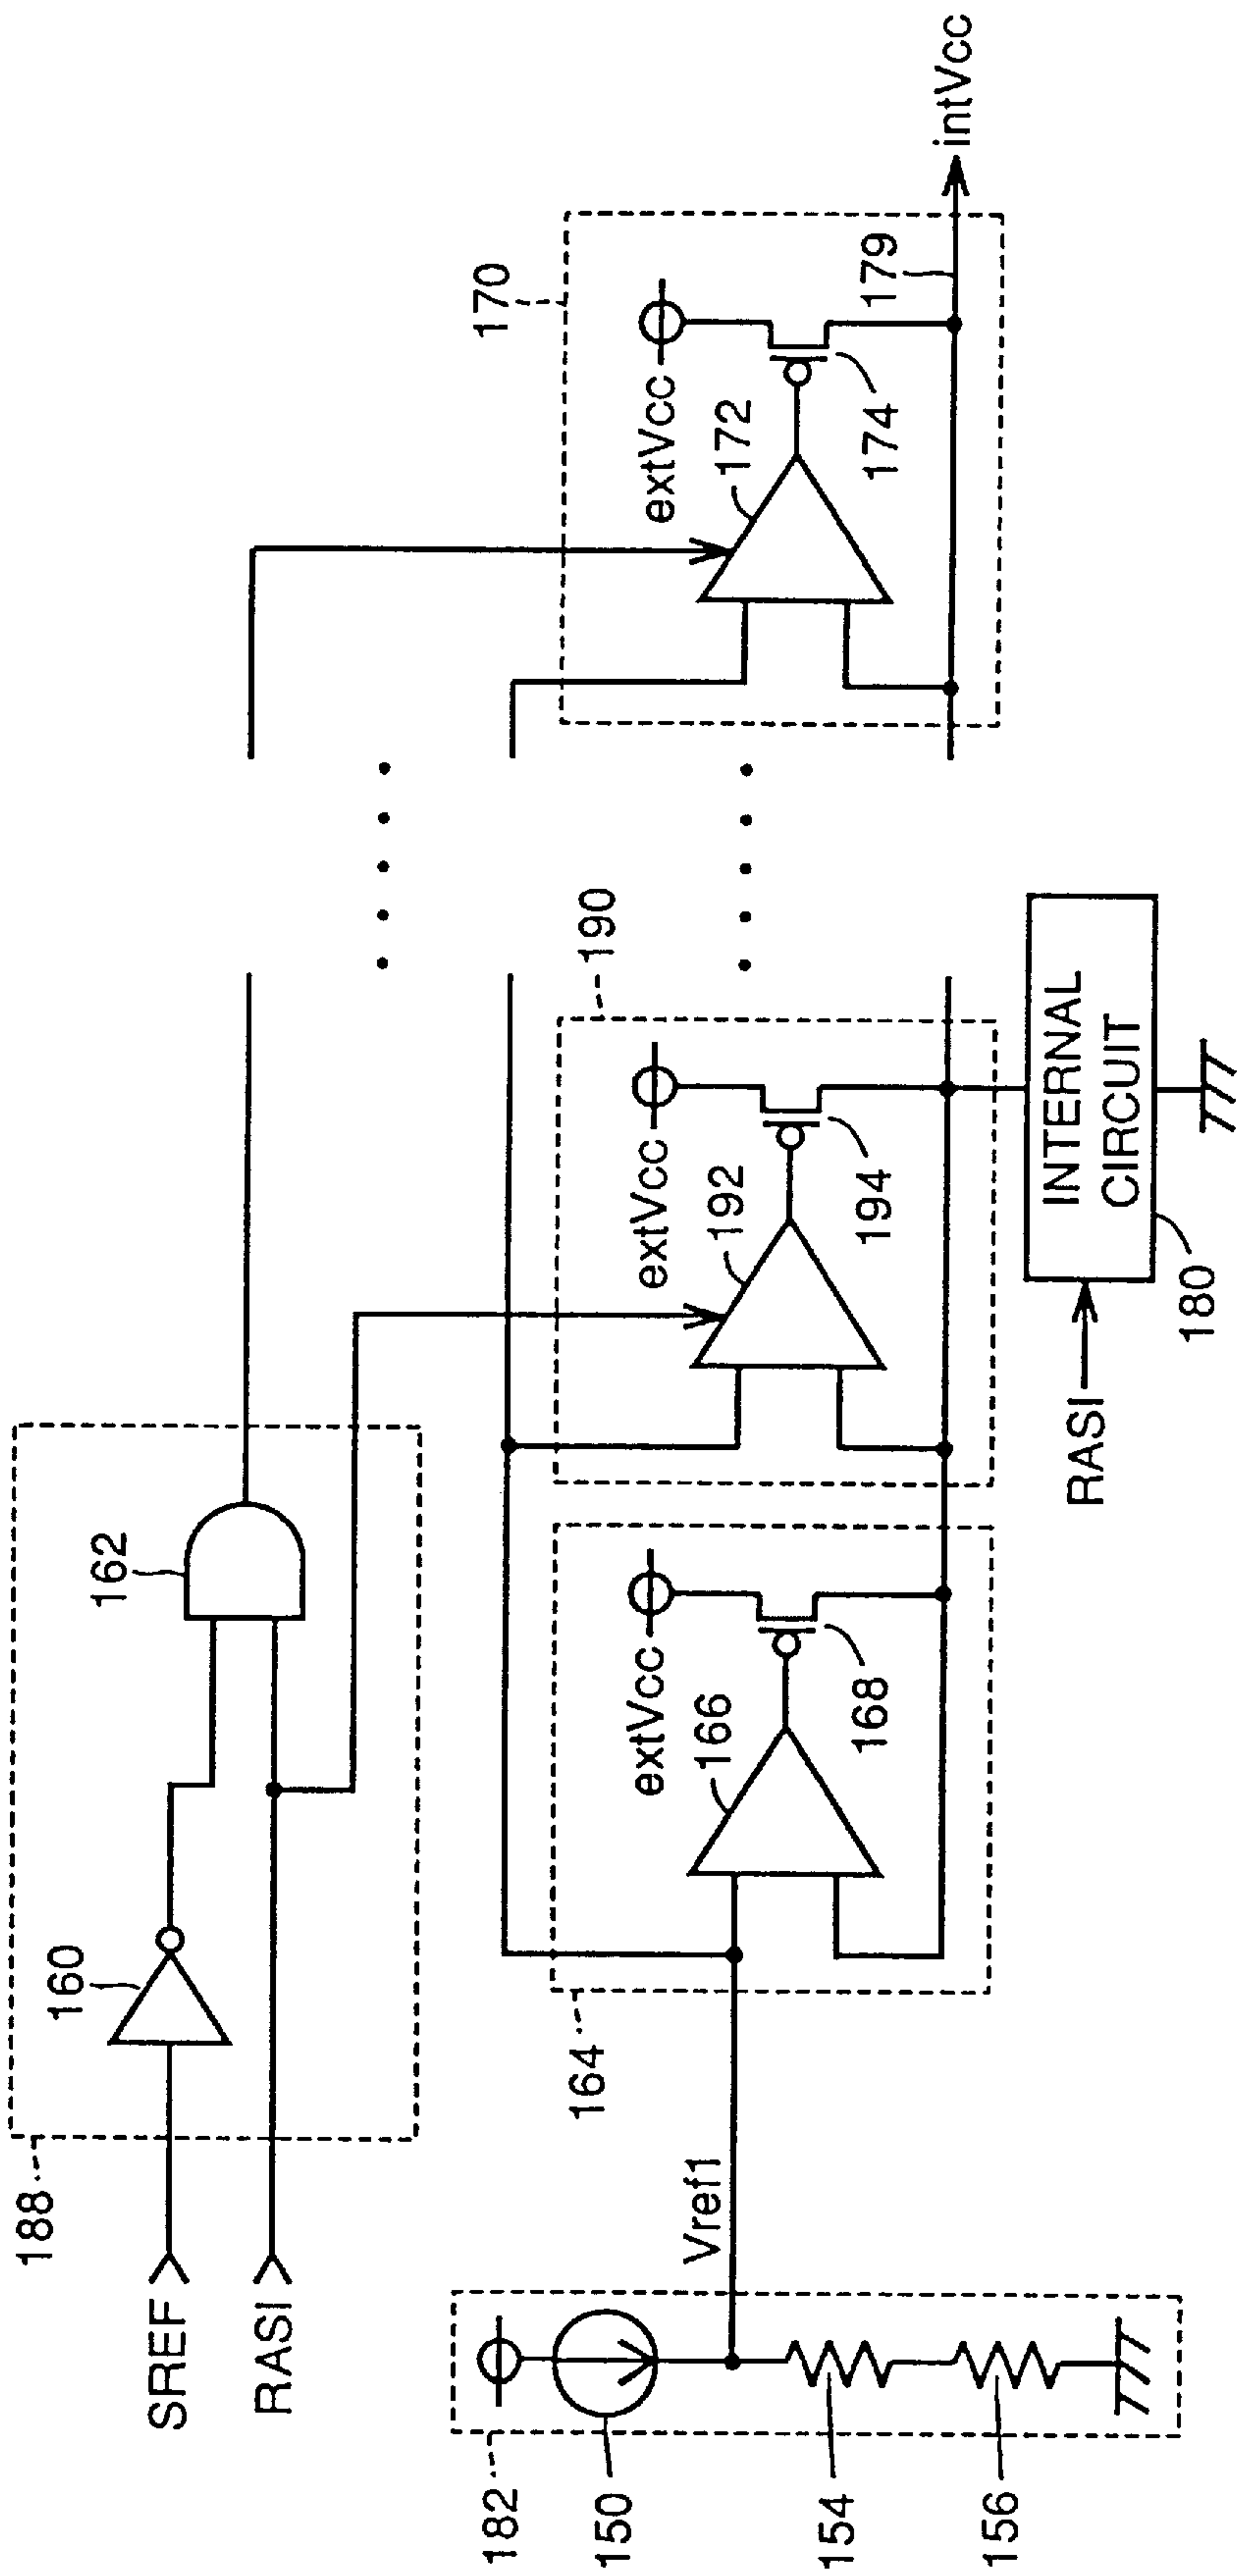 188
SREF
RASI
160
162
182
150
154
156
Vref1
164
extVcc
166
168
190
extVcc
192
194
RASI
INTERNAL
CIRCUIT
180
170
extVcc
172
174
179
intVcc